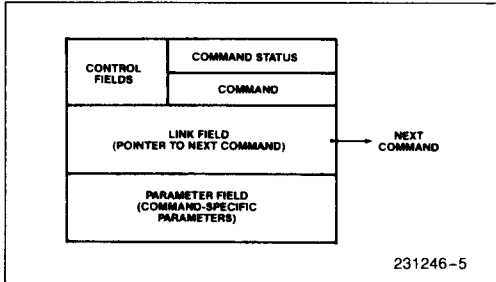 CONTROL
FIELDS
COMMAND STATUS
COMMAND
LINK FIELD
(POINTER TO NEXT COMMAND)
NEXT
COMMAND
PARAMETER FIELD
(COMMAND-SPECIFIC
PARAMETERS)
231246-5